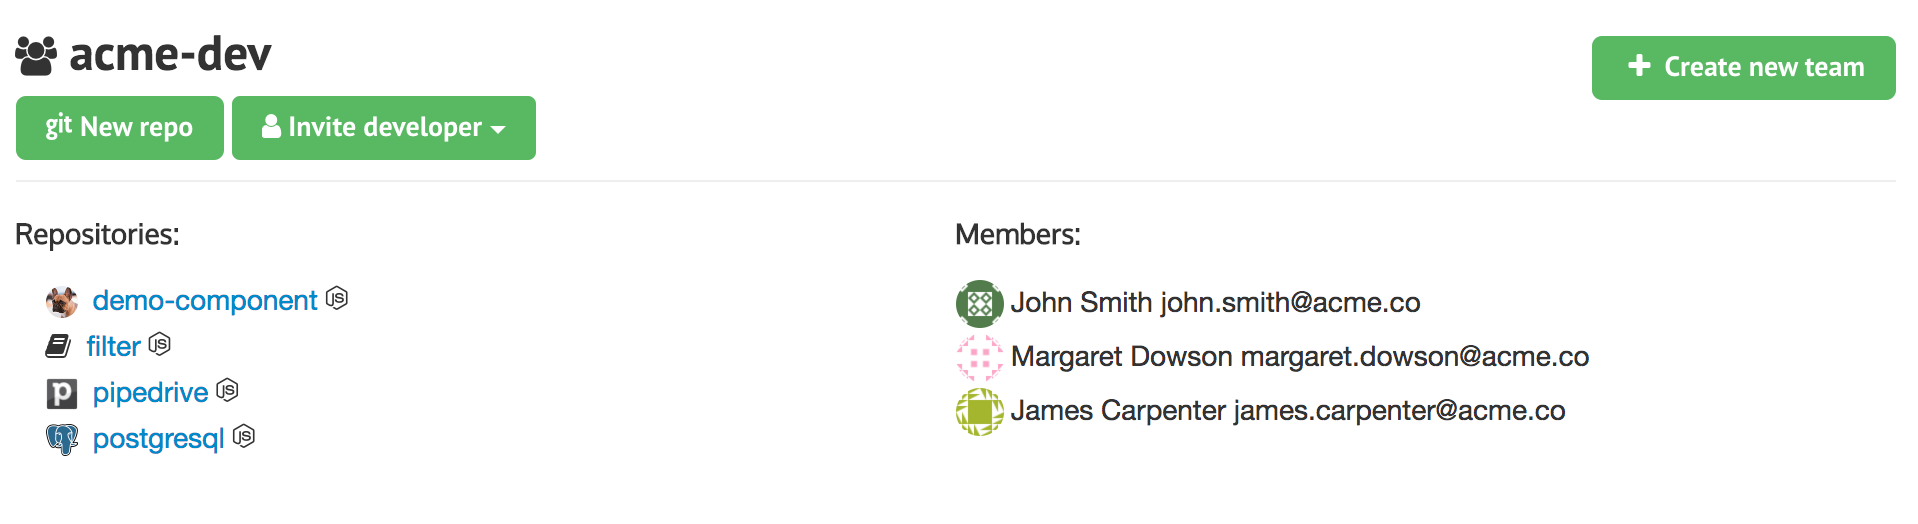 acme-dev
Create new team
git New repo
Invite developer
Repositories:
demo-component JS
filter JS
p pipedrive JS
postgresql JS
Members:
John Smith john.smith@acme.co
Margaret Dowson margaret.dowson@acme.co
James Carpenter james.carpenter@acme.co